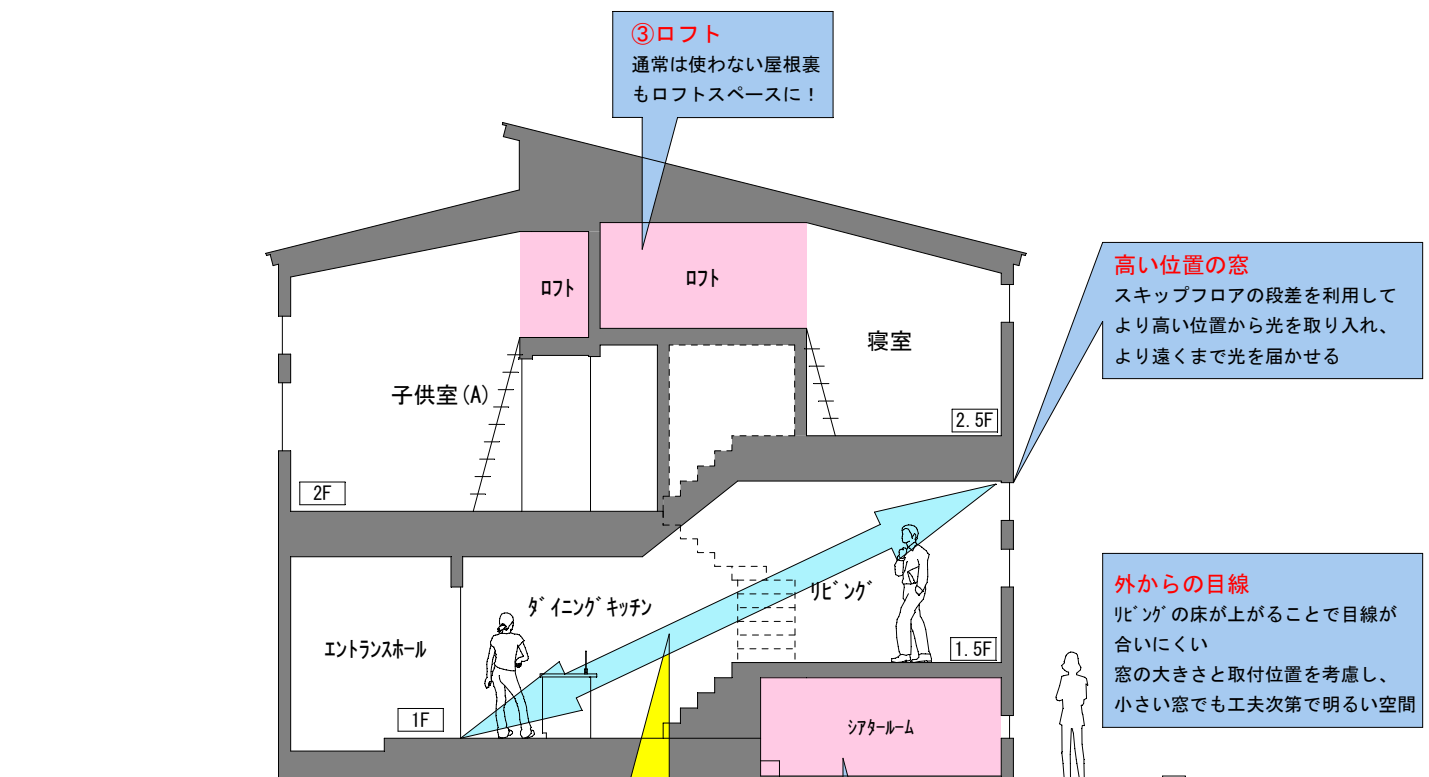 ③ロフト
通常は使わない屋根裏
もロフトスペースに！
高い位置の窓
スキップフロアの段差を利用して
より高い位置から光を取り入れ、
より遠くまで光を届かせる
ﾛﾌﾄ
ﾛﾌﾄ
寝室
子供室(A)
2.5F
2F
外からの目線
ﾘﾋﾞﾝｸﾞの床が上がることで目線が
合いにくい
窓の大きさと取付位置を考慮し、
小さい窓でも工夫次第で明るい空間
ﾘﾋﾞﾝｸﾞ
ﾀﾞｲﾆﾝｸﾞｷｯﾁﾝ
ｴﾝﾄﾗﾝｽﾎｰﾙ
1.5F
1F
ｼｱﾀｰﾙｰﾑ